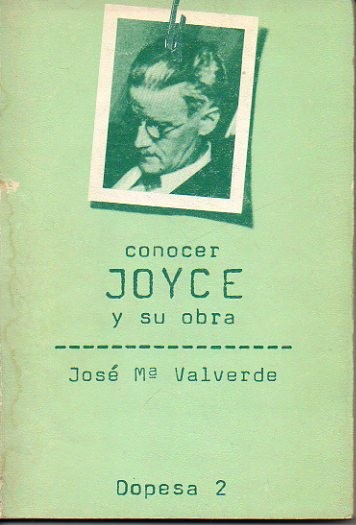 conocer
JOYCE
y su obra
José Mª Valverde
Dopesa 2